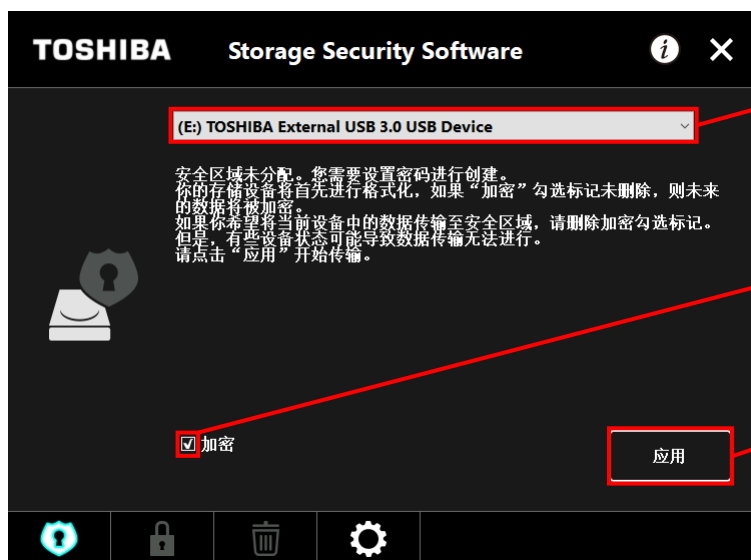 TOSHIBA Storage Security Software
(E:) TOSHIBA External USB 3.0 USB Device
安全区域未分配。您需要设置密码进行创建。
你的存储设备将首先进行格式化，如果“加密”勾选标记未删除，则未来
的数据将被加密。
如果你希望将当前设备中的数据传输至安全区域，请删除加密勾选标记。
但是，有些设备状态可能导致数据传输无法进行。
请点击“应用”开始传输。
加密
应用